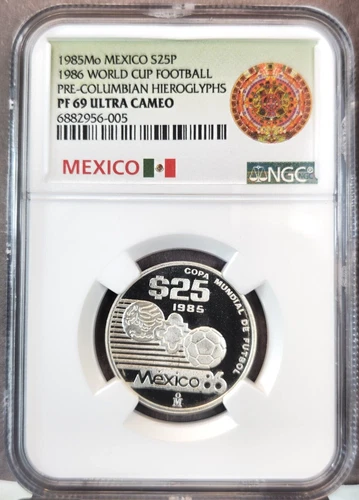 1985Mo MEXICO S25P
1986 WORLD CUP FOOTBALL
PRE-COLUMBIAN HIEROGLYPHS
PF 69 ULTRA CAMEO
6882956-005
MEXICO
NGC®
COPA MUNDIAL DE FUTBOL
$25
1985
Mexico 86
Mo